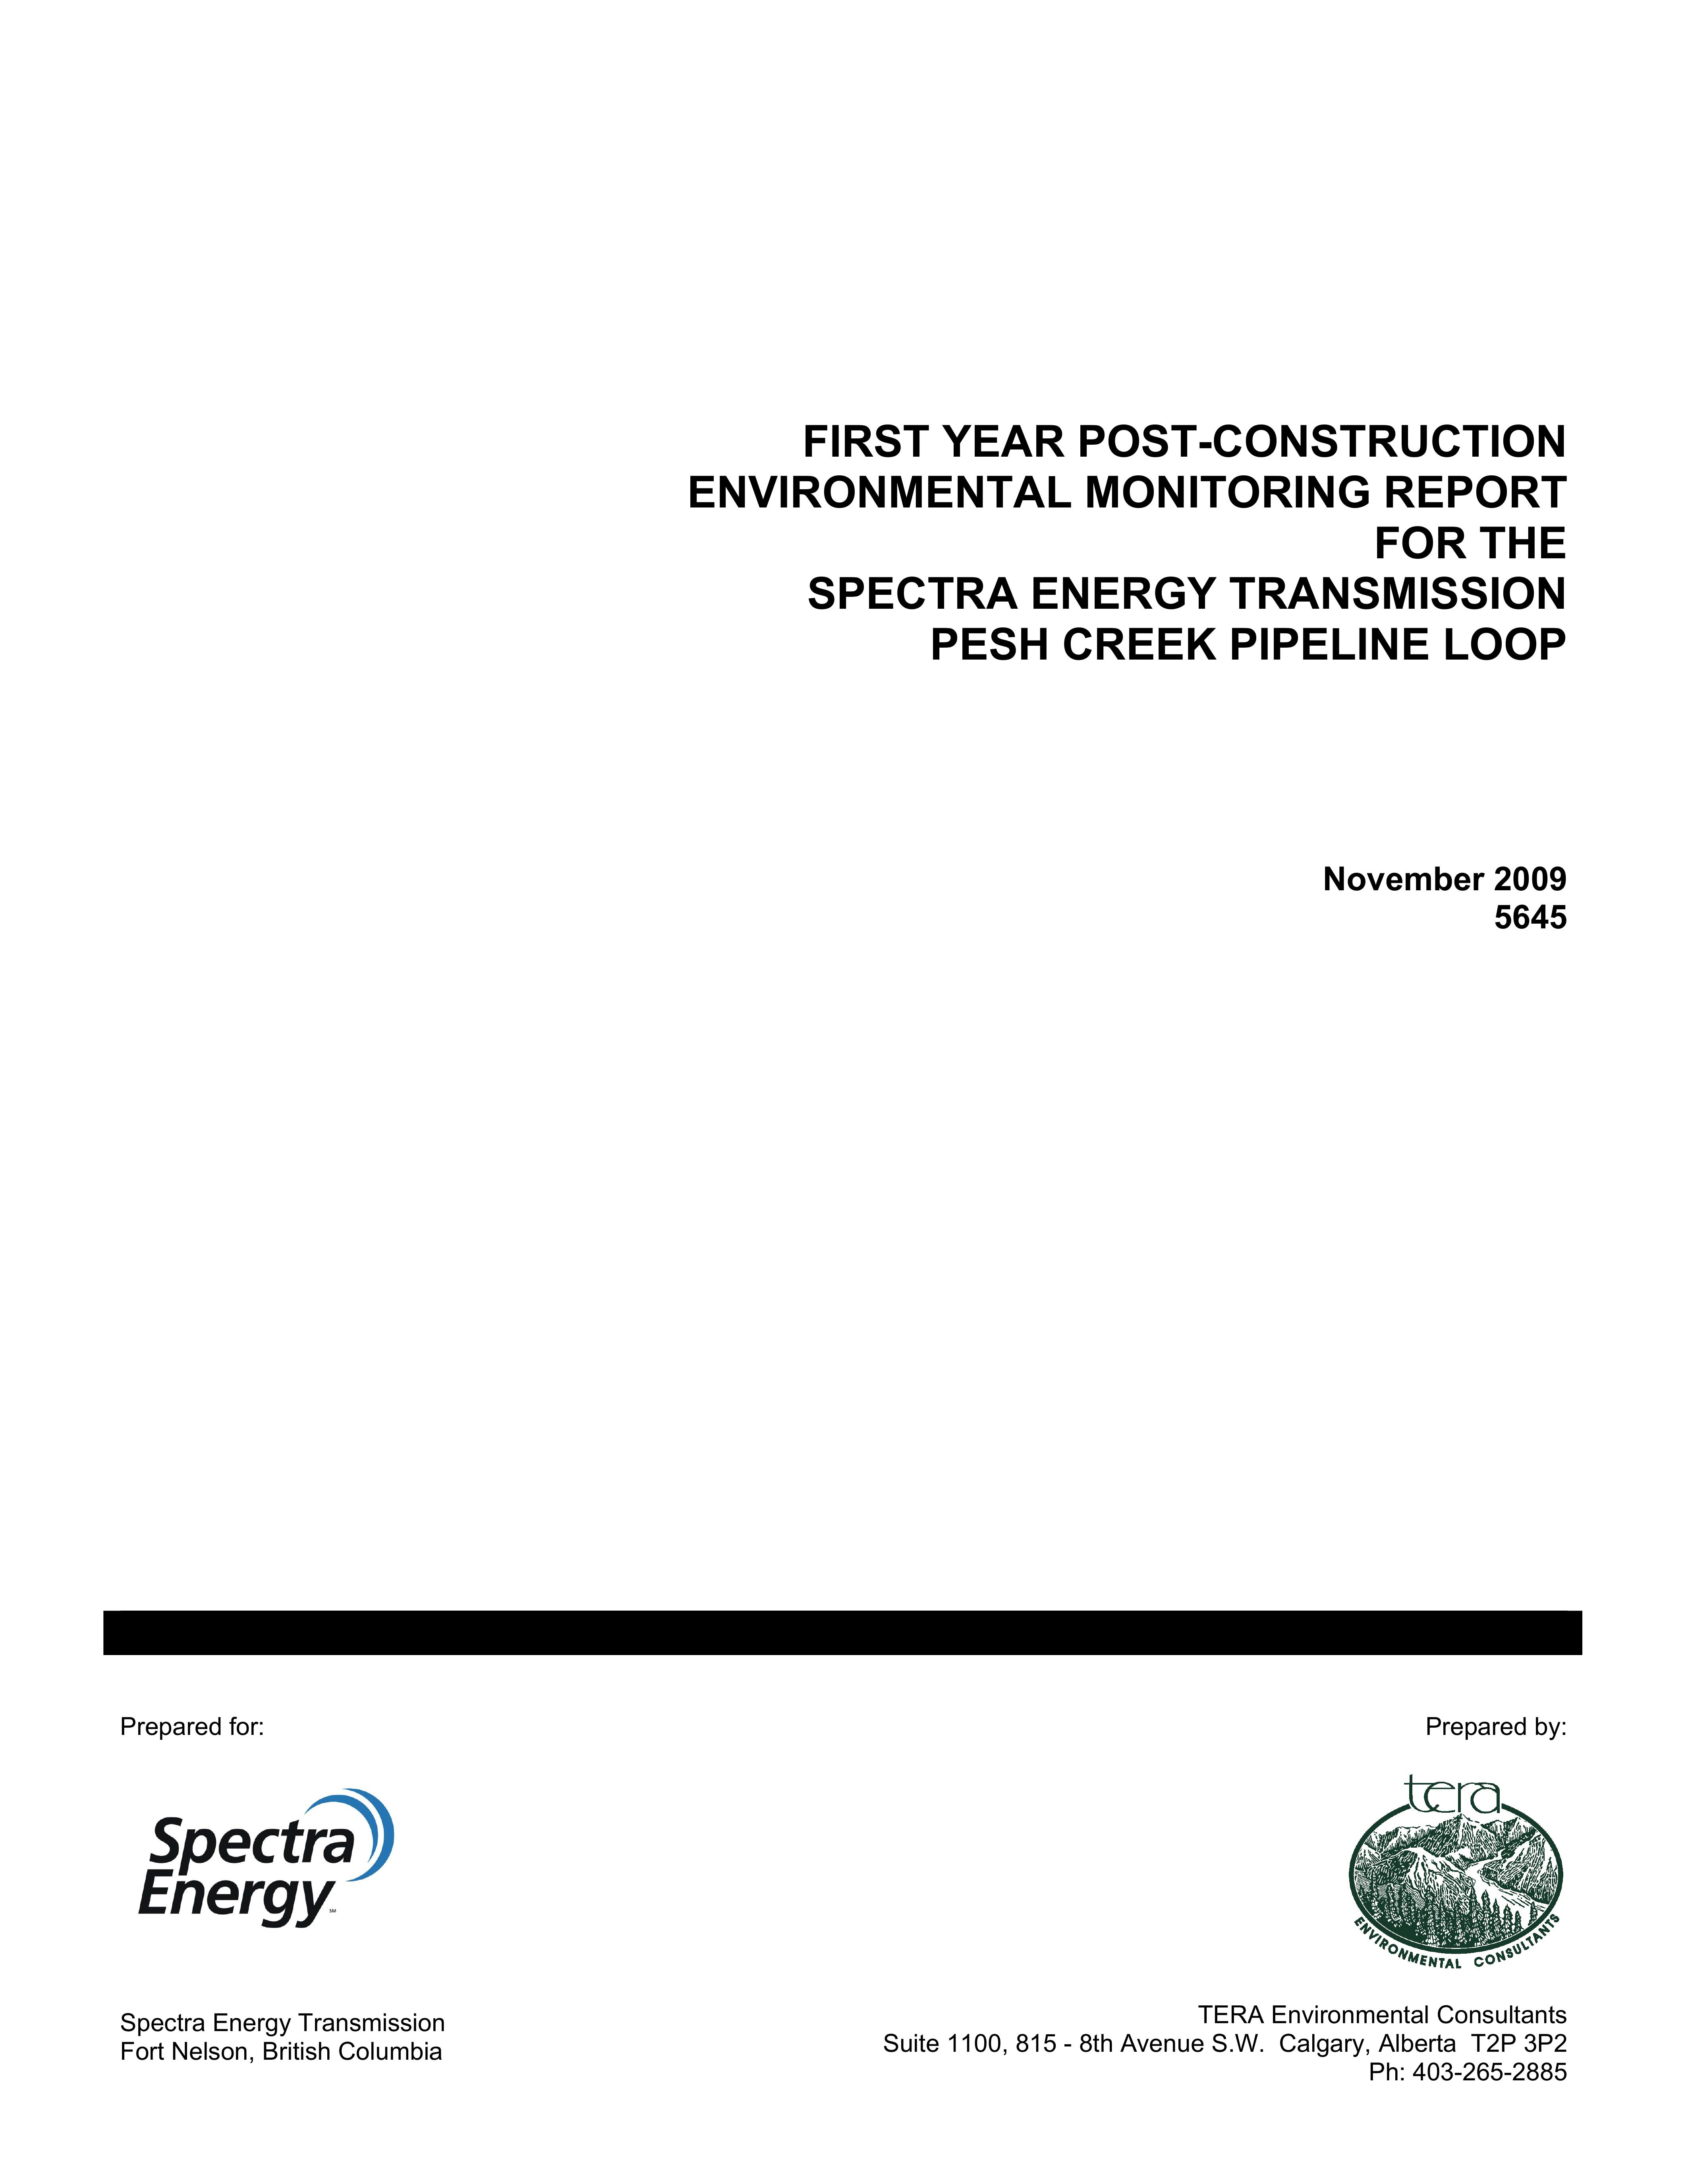 FIRST YEAR POST-CONSTRUCTION
ENVIRONMENTAL MONITORING REPORT
FOR THE
SPECTRA ENERGY TRANSMISSION
PESH CREEK PIPELINE LOOP
November 2009
5645
Prepared for:
Prepared by:
Spectra
Energy
SM
tera
ENVIRONMENTAL CONSULTANTS
Spectra Energy Transmission
Fort Nelson, British Columbia
TERA Environmental Consultants
Suite 1100, 815 - 8th Avenue S.W.  Calgary, Alberta  T2P 3P2
Ph: 403-265-2885